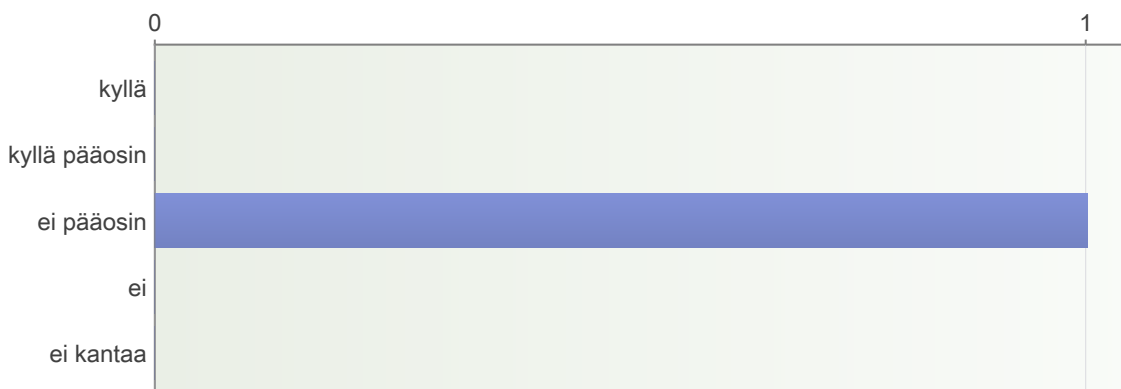 0 1
kyllä
kyllä pääosin
ei pääosin
ei
ei kantaa